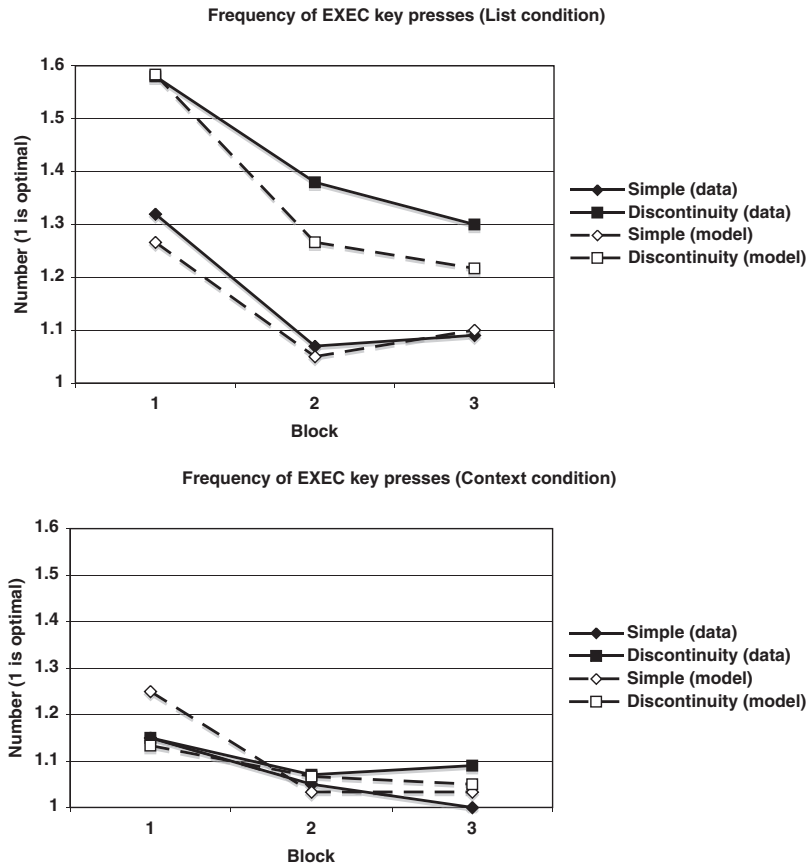 Frequency of EXEC key presses (List condition)
1.6
1.5
1.4
1.3
1.2
1.1
1
Number (1 is optimal)
1 2 3
Block
Simple (data)
Discontinuity (data)
Simple (model)
Discontinuity (model)
Frequency of EXEC key presses (Context condition)
1.6
1.5
1.4
1.3
1.2
1.1
1
Number (1 is optimal)
1 2 3
Block
Simple (data)
Discontinuity (data)
Simple (model)
Discontinuity (model)